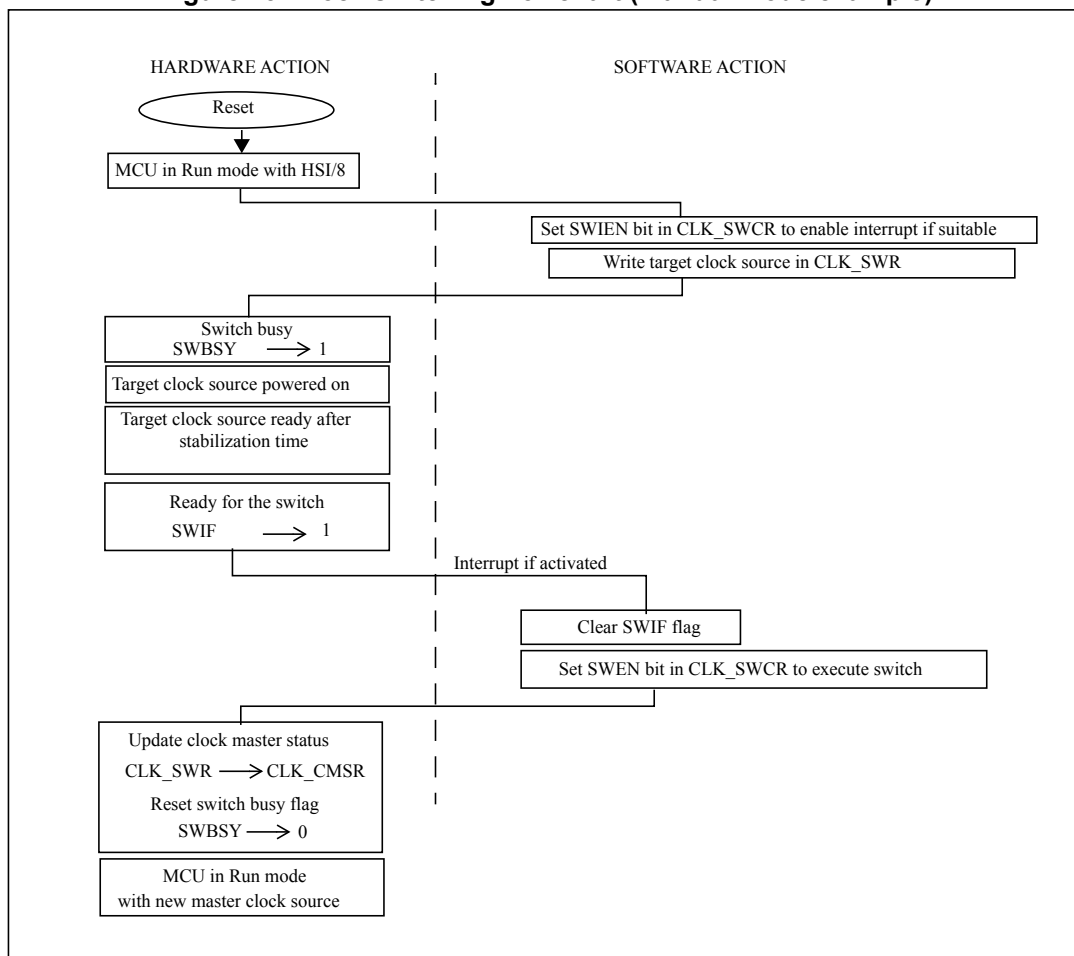 HARDWARE ACTION
SOFTWARE ACTION
Reset
MCU in Run mode with HSI/8
Set SWIEN bit in CLK_SWCR to enable interrupt if suitable
Write target clock source in CLK_SWR
Switch busy
SWBSY → 1
Target clock source powered on
Target clock source ready after
stabilization time
Ready for the switch
SWIF → 1
Interrupt if activated
Clear SWIF flag
Set SWEN bit in CLK_SWCR to execute switch
Update clock master status
CLK_SWR → CLK_CMSR
Reset switch busy flag
SWBSY → 0
MCU in Run mode
with new master clock source